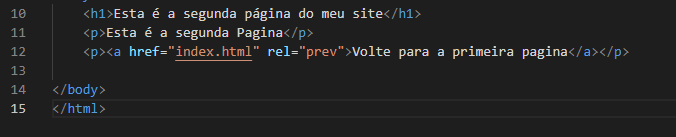 10 <h1>Esta é a segunda página do meu site</h1>
11 <p>Esta é a segunda Pagina</p>
12 <p><a href="index.html" rel="prev">Volte para a primeira pagina</a></p>
13
14 </body>
15 </html>